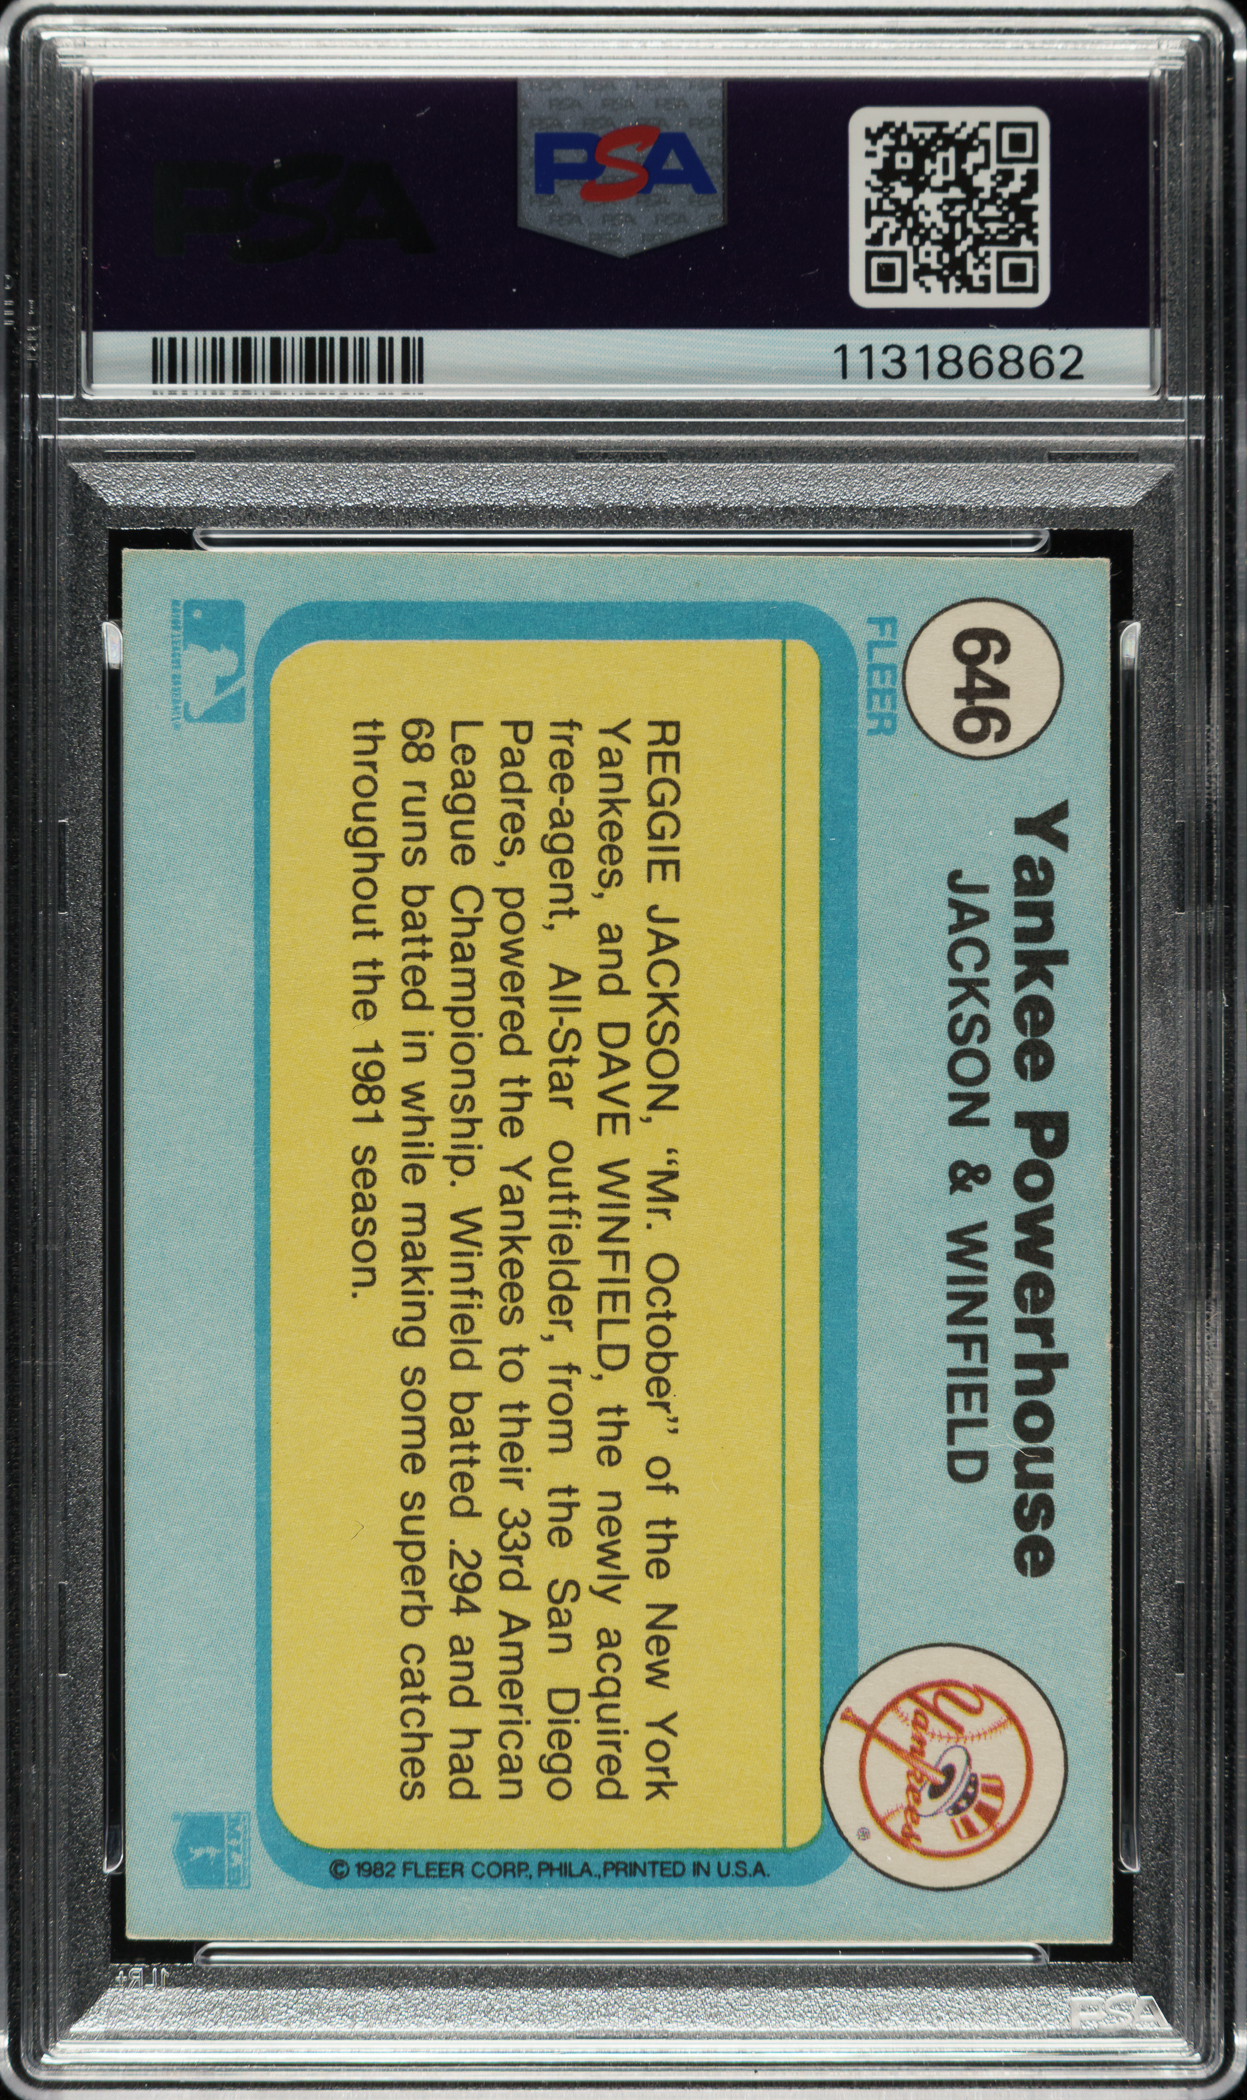 PSA
PSA
113186862
646
Yankee Powerhouse
JACKSON & WINFIELD
FLEER
Yankees
®
REGGIE JACKSON, “Mr. October” of the New York
Yankees, and DAVE WINFIELD, the newly acquired
free-agent, All-Star outfielder, from the San Diego
Padres, powered the Yankees to their 33rd American
League Championship. Winfield batted .294 and had
68 runs batted in while making some superb catches
throughout the 1981 season.
© 1982 FLEER CORP., PHILA., PRINTED IN U.S.A.
MAJOR LEAGUE BASEBALL
PSA